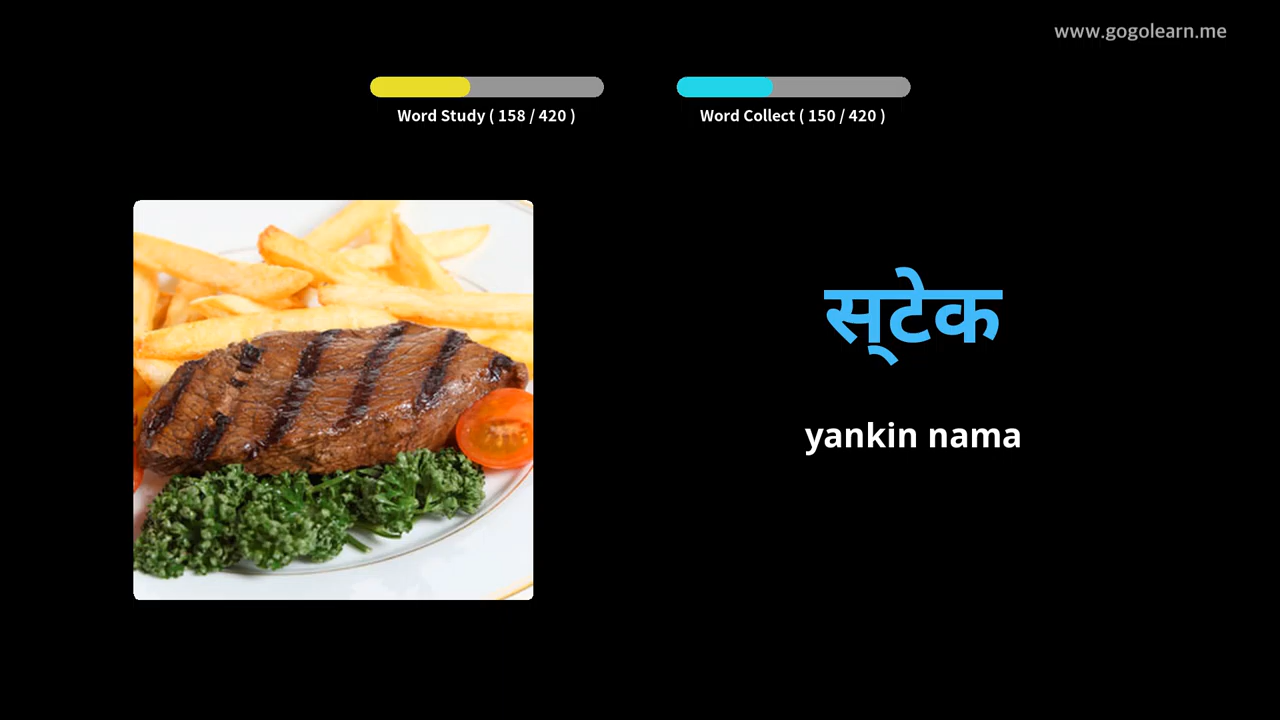 www.gogolearn.me
Word Study ( 158 / 420 )
Word Collect ( 150 / 420 )
स्‌टेक
yankin nama